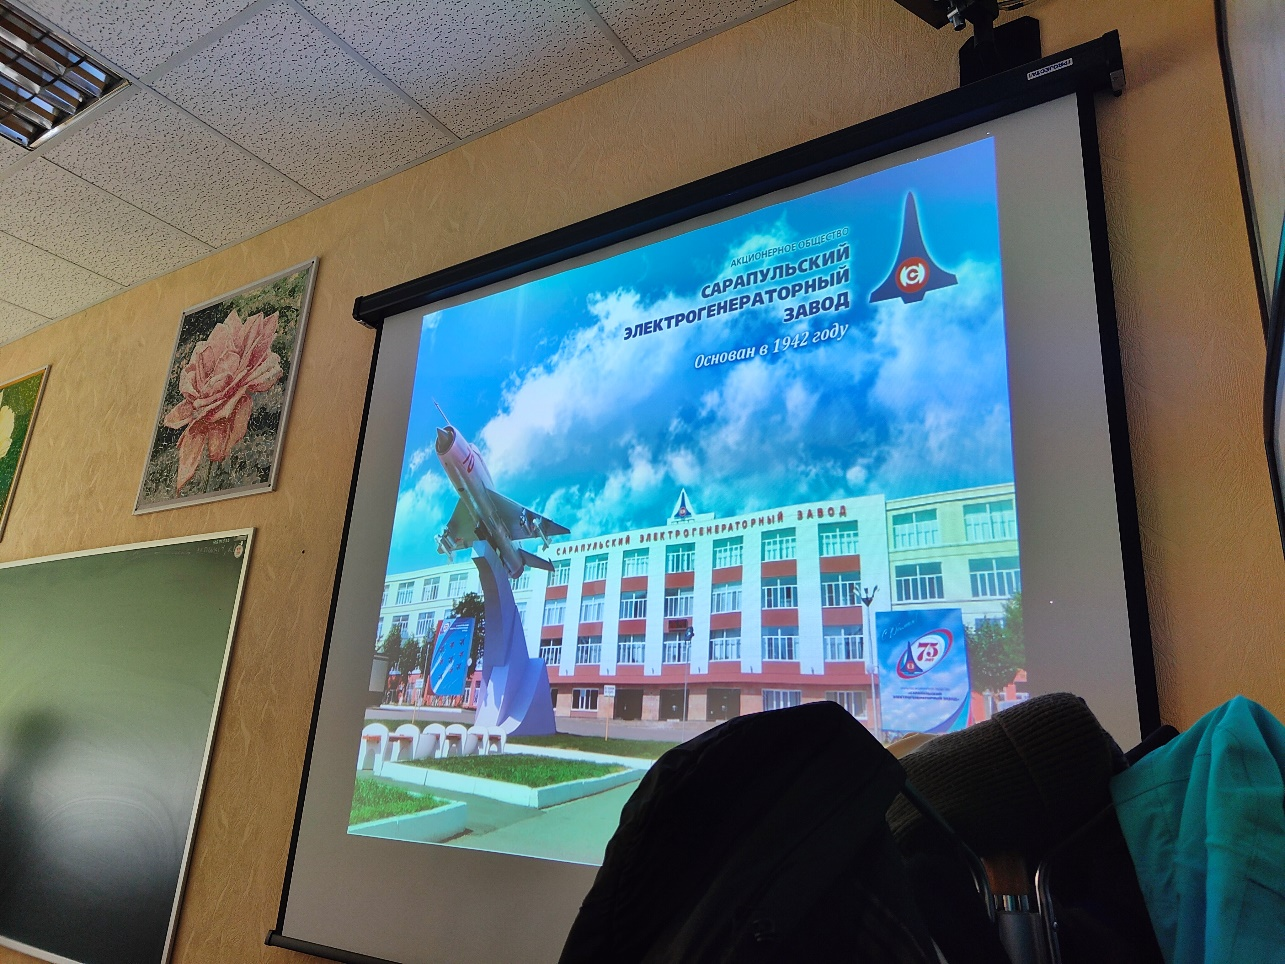 АКЦИОНЕРНОЕ ОБЩЕСТВО
САРАПУЛЬСКИЙ
ЭЛЕКТРОГЕНЕРАТОРНЫЙ
ЗАВОД
Основан в 1942 году
САРАПУЛЬСКИЙ ЭЛЕКТРОГЕНЕРАТОРНЫЙ ЗАВОД
75